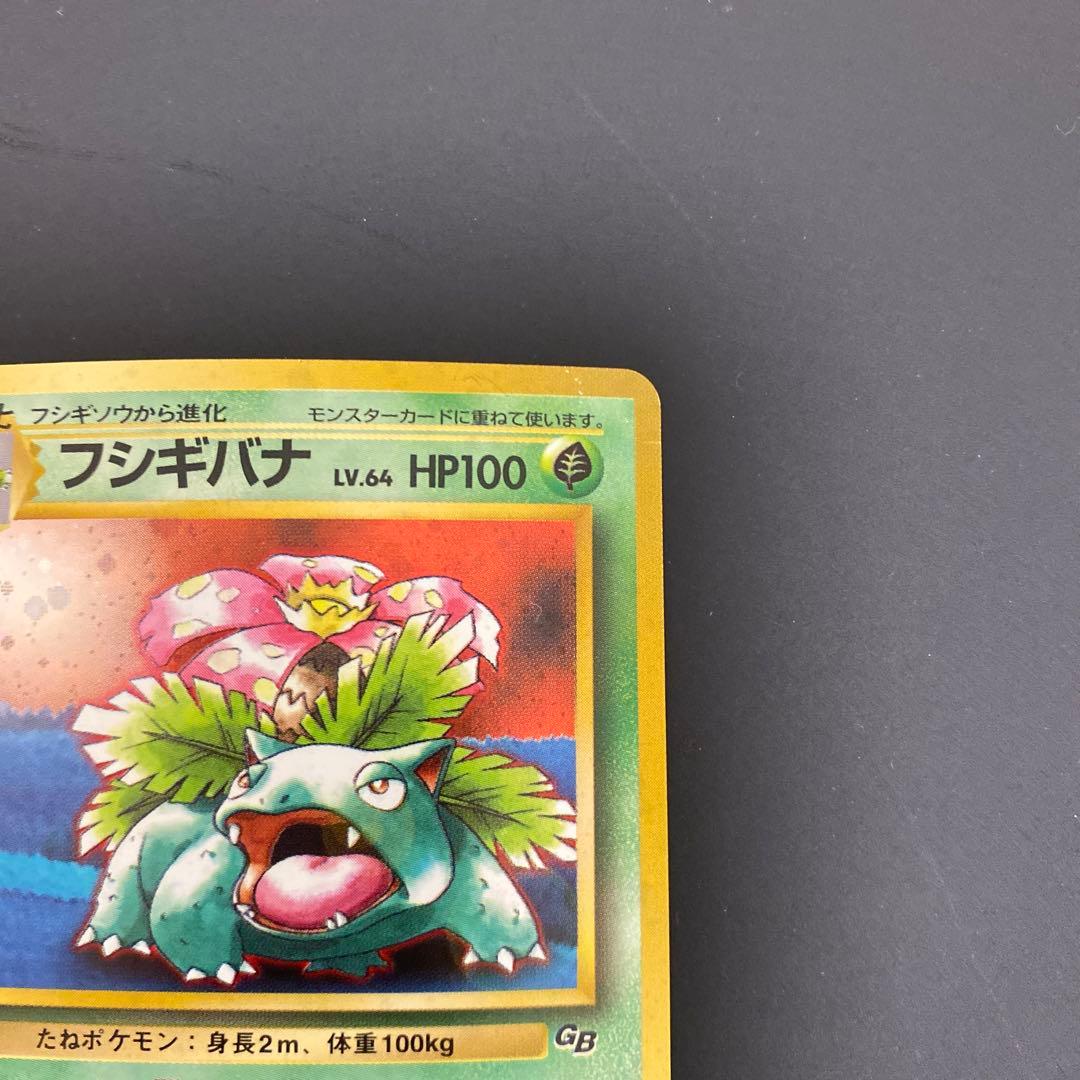 フシギソウから進化 モンスターカードに重ねて使います。
フシギバナ LV.64 HP100
たねポケモン：身長2m、体重100kg GB